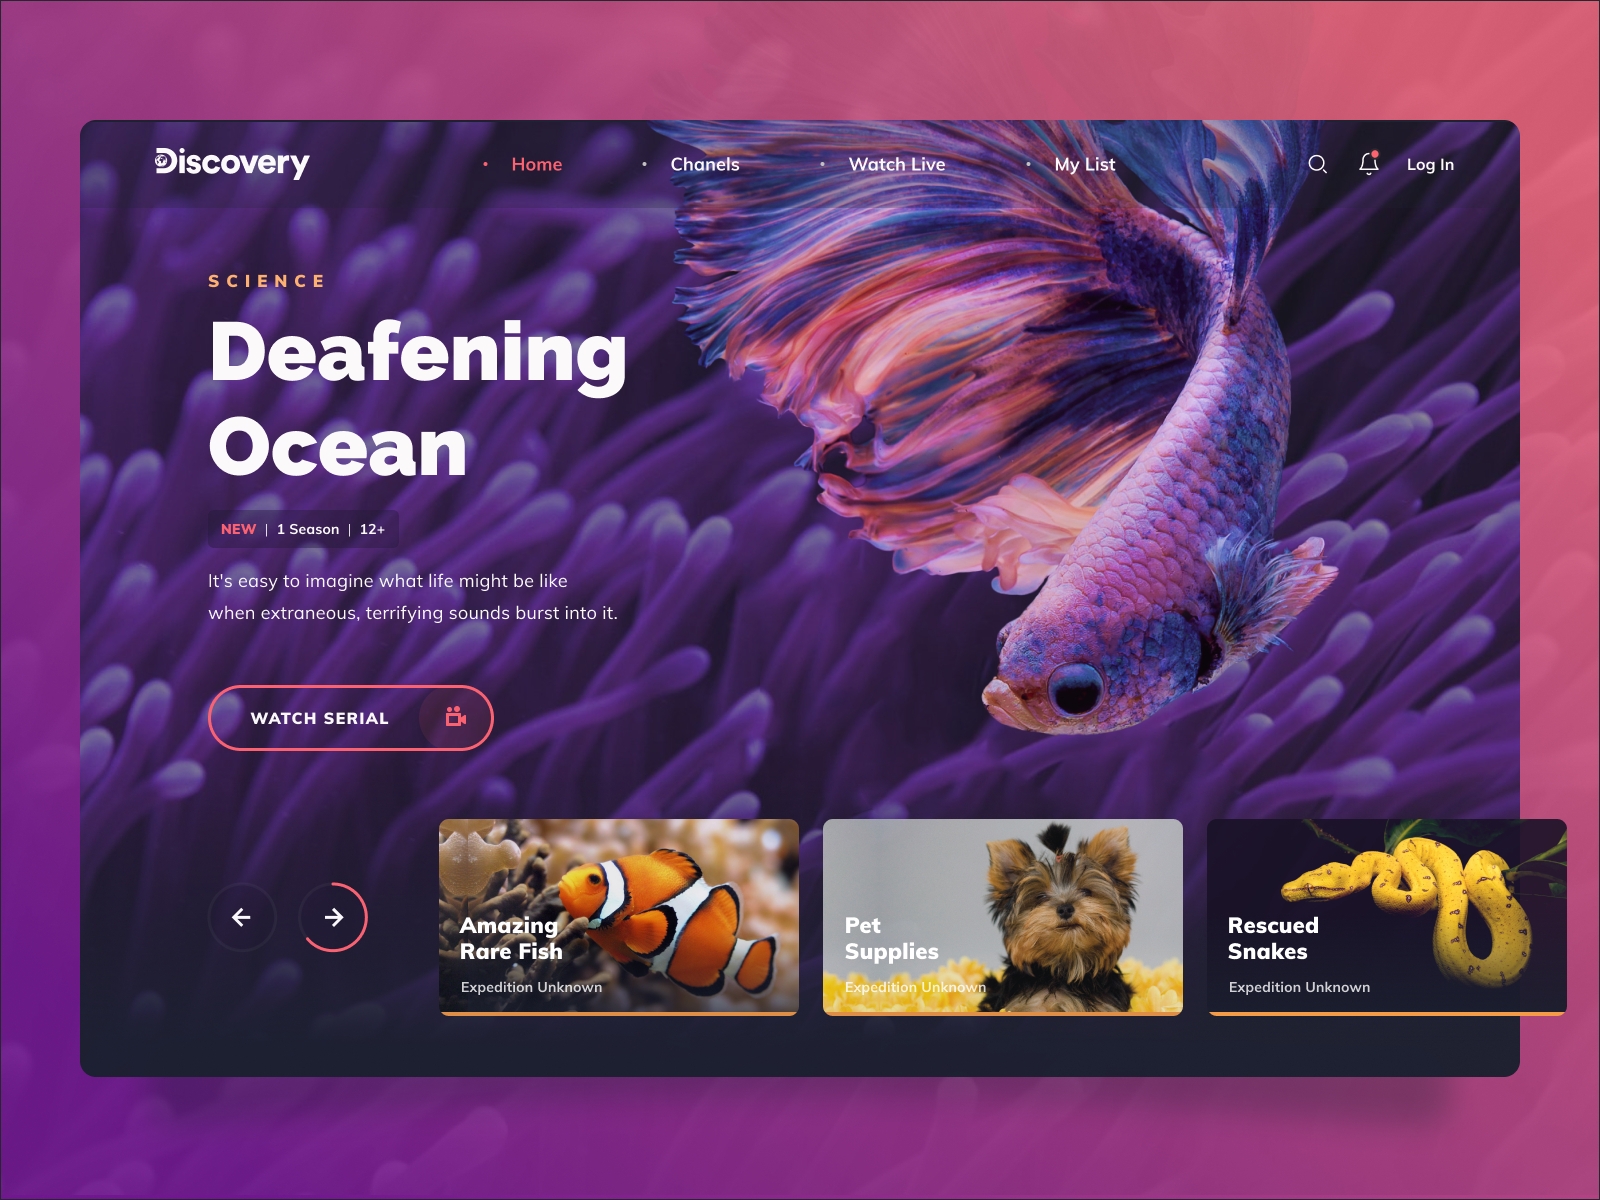 Discovery
Home
Chanels
Watch Live
My List
Log In
SCIENCE
Deafening
Ocean
NEW | 1 Season | 12+
It's easy to imagine what life might be like
when extraneous, terrifying sounds burst into it.
WATCH SERIAL
Amazing
Rare Fish
Expedition Unknown
Pet
Supplies
Expedition Unknown
Rescued
Snakes
Expedition Unknown